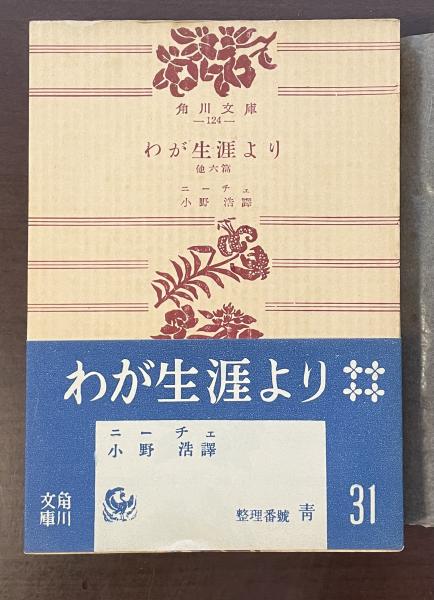 角川文庫
—124—
わが生涯より
他六篇
ニーチェ
小野浩譯
わが生涯より
ニーチェ
小野浩譯
角川文庫
整理番號 靑
31